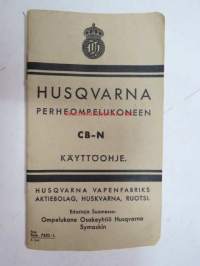 HUSQVARNA
PERHEOMPELUKONEEN
CB-N
KÄYTTÖOHJE.
HUSQVARNA VAPENFABRIKS
AKTIEBOLAG, HUSKVARNA, RUOTSI.
Edustaja Suomessa:
Ompelukone Osakeyhtiö Husqvarna
Symaskin